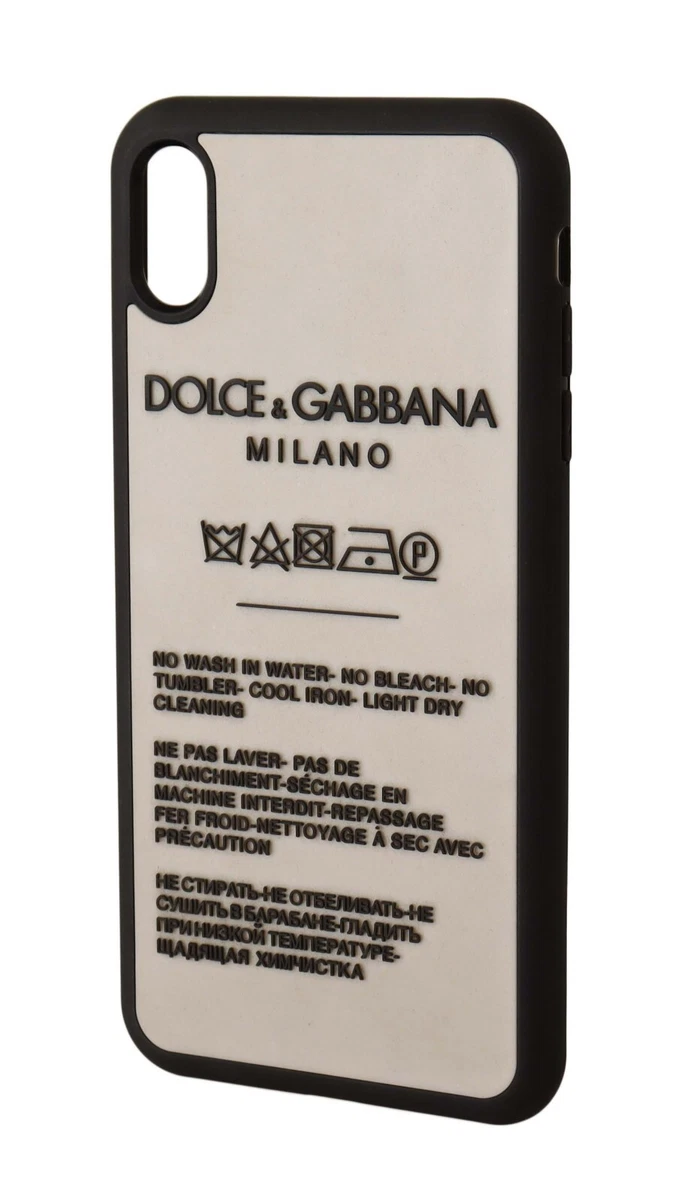 DOLCE & GABBANA
MILANO
P
NO WASH IN WATER- NO BLEACH- NO
TUMBLER- COOL IRON- LIGHT DRY
CLEANING
NE PAS LAVER- PAS DE
BLANCHIMENT-SÉCHAGE EN
MACHINE INTERDIT-REPASSAGE
FER FROID-NETTOYAGE À SEC AVEC
PRÉCAUTION
НЕ СТИРАТЬ-НЕ ОТБЕЛИВАТЬ-НЕ
СУШИТЬ В БАРАБАНЕ-ГЛАДИТЬ
ПРИ НИЗКОЙ ТЕМПЕРАТУРЕ-
ЩАДЯЩАЯ ХИМЧИСТКА